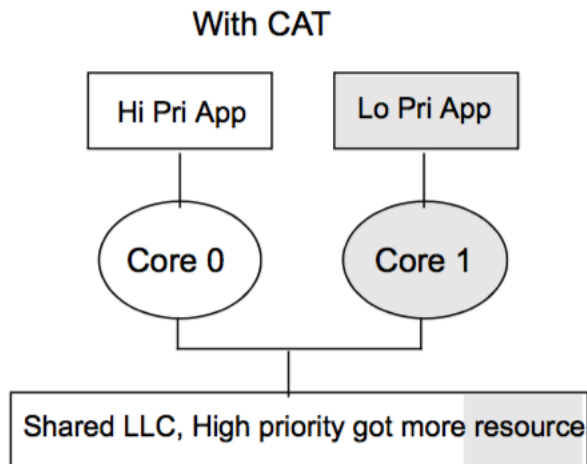 With CAT
Hi Pri App
Lo Pri App
Core 0
Core 1
Shared LLC, High priority got more resource